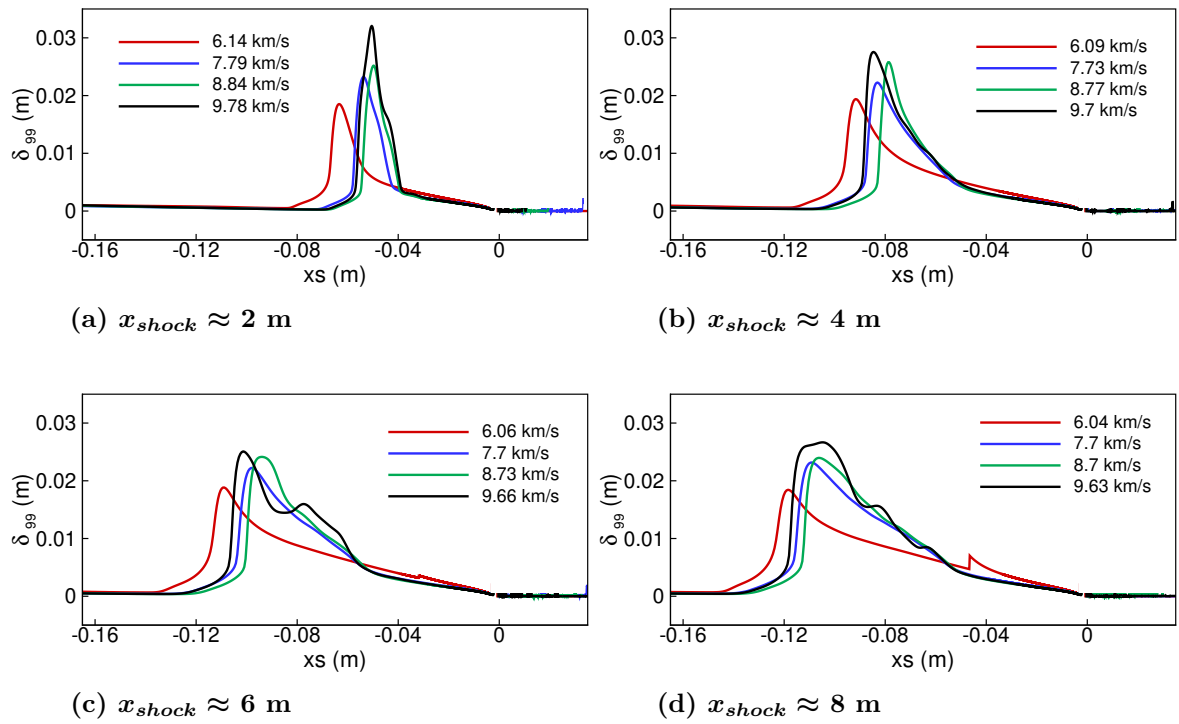 0.03
0.02
0.01
0
δ99 (m)
6.14 km/s
7.79 km/s
8.84 km/s
9.78 km/s
-0.16 -0.12 -0.08 -0.04 0
xs (m)
(a) xshock ≈ 2 m
0.03
0.02
0.01
0
δ99 (m)
6.09 km/s
7.73 km/s
8.77 km/s
9.7 km/s
-0.16 -0.12 -0.08 -0.04 0
xs (m)
(b) xshock ≈ 4 m
0.03
0.02
0.01
0
δ99 (m)
6.06 km/s
7.7 km/s
8.73 km/s
9.66 km/s
-0.16 -0.12 -0.08 -0.04 0
xs (m)
(c) xshock ≈ 6 m
0.03
0.02
0.01
0
δ99 (m)
6.04 km/s
7.7 km/s
8.7 km/s
9.63 km/s
-0.16 -0.12 -0.08 -0.04 0
xs (m)
(d) xshock ≈ 8 m